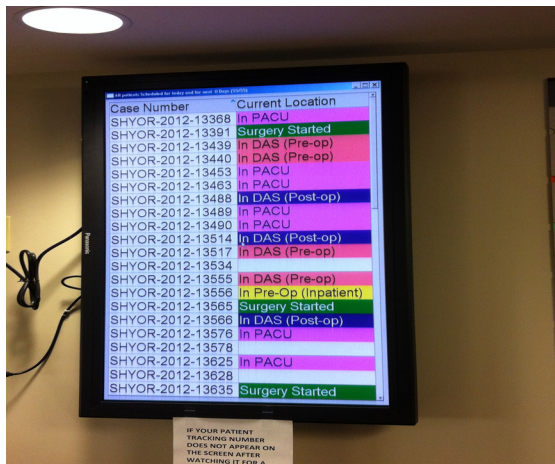 All patients Scheduled for today and for next 0 Days (55/55)
Case Number ^ Current Location
SHYOR-2012-13368 In PACU
SHYOR-2012-13391 Surgery Started
SHYOR-2012-13439 In DAS (Pre-op)
SHYOR-2012-13440 In DAS (Pre-op)
SHYOR-2012-13453 In PACU
SHYOR-2012-13463 In PACU
SHYOR-2012-13488 In DAS (Post-op)
SHYOR-2012-13489 In PACU
SHYOR-2012-13490 In PACU
SHYOR-2012-13514 In DAS (Post-op)
SHYOR-2012-13517 In DAS (Pre-op)
SHYOR-2012-13534
SHYOR-2012-13555 In DAS (Pre-op)
SHYOR-2012-13556 In Pre-Op (Inpatient)
SHYOR-2012-13565 Surgery Started
SHYOR-2012-13566 In DAS (Post-op)
SHYOR-2012-13576 In PACU
SHYOR-2012-13578
SHYOR-2012-13625 In PACU
SHYOR-2012-13628
SHYOR-2012-13635 Surgery Started
Panasonic
IF YOUR PATIENT
TRACKING NUMBER
DOES NOT APPEAR ON
THE SCREEN AFTER
WATCHING IT FOR A